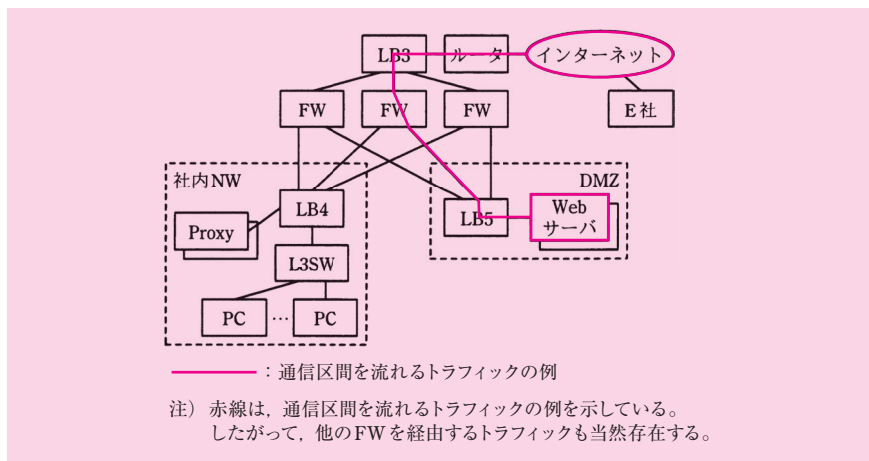 LB3
ルータ
インターネット
FW
FW
FW
E社
社内NW
DMZ
LB4
LB5
Web
サーバ
Proxy
L3SW
PC
…
PC
：通信区間を流れるトラフィックの例
注）赤線は，通信区間を流れるトラフィックの例を示している。
したがって，他のFWを経由するトラフィックも当然存在する。